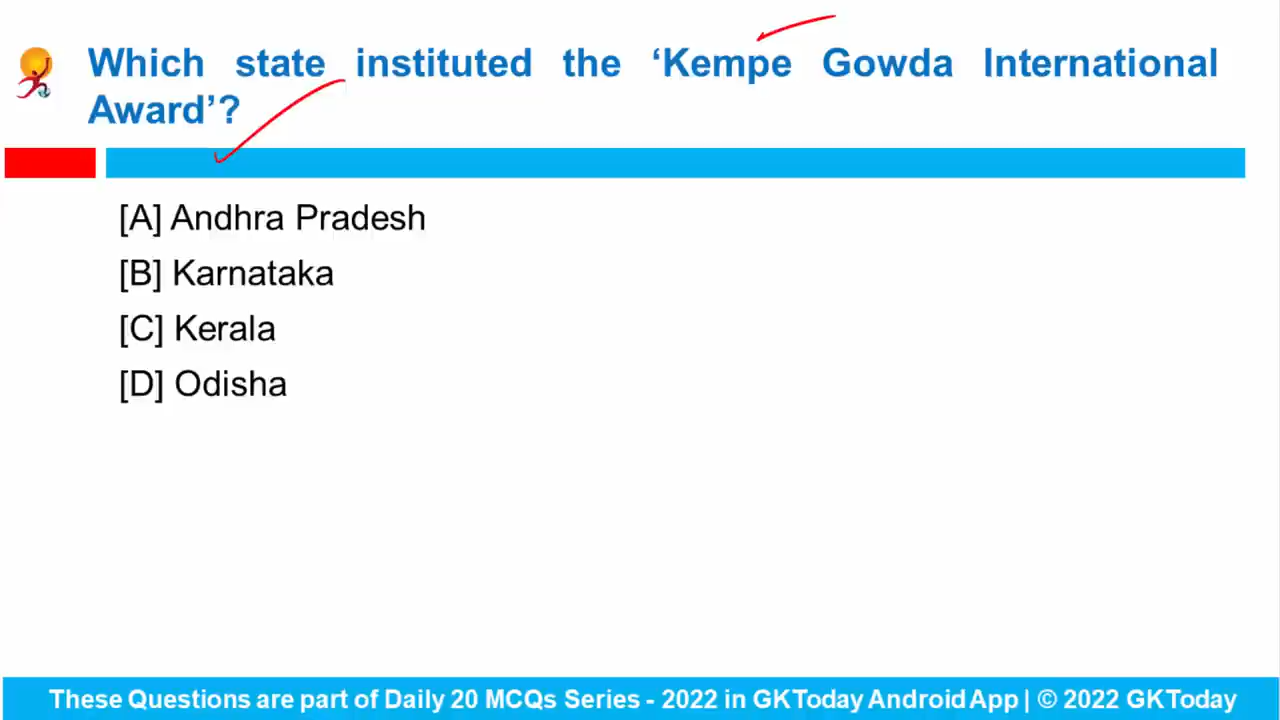 Which state instituted the ‘Kempe Gowda International
Award’?
[A] Andhra Pradesh
[B] Karnataka
[C] Kerala
[D] Odisha
These Questions are part of Daily 20 MCQs Series - 2022 in GKToday Android App | © 2022 GKToday